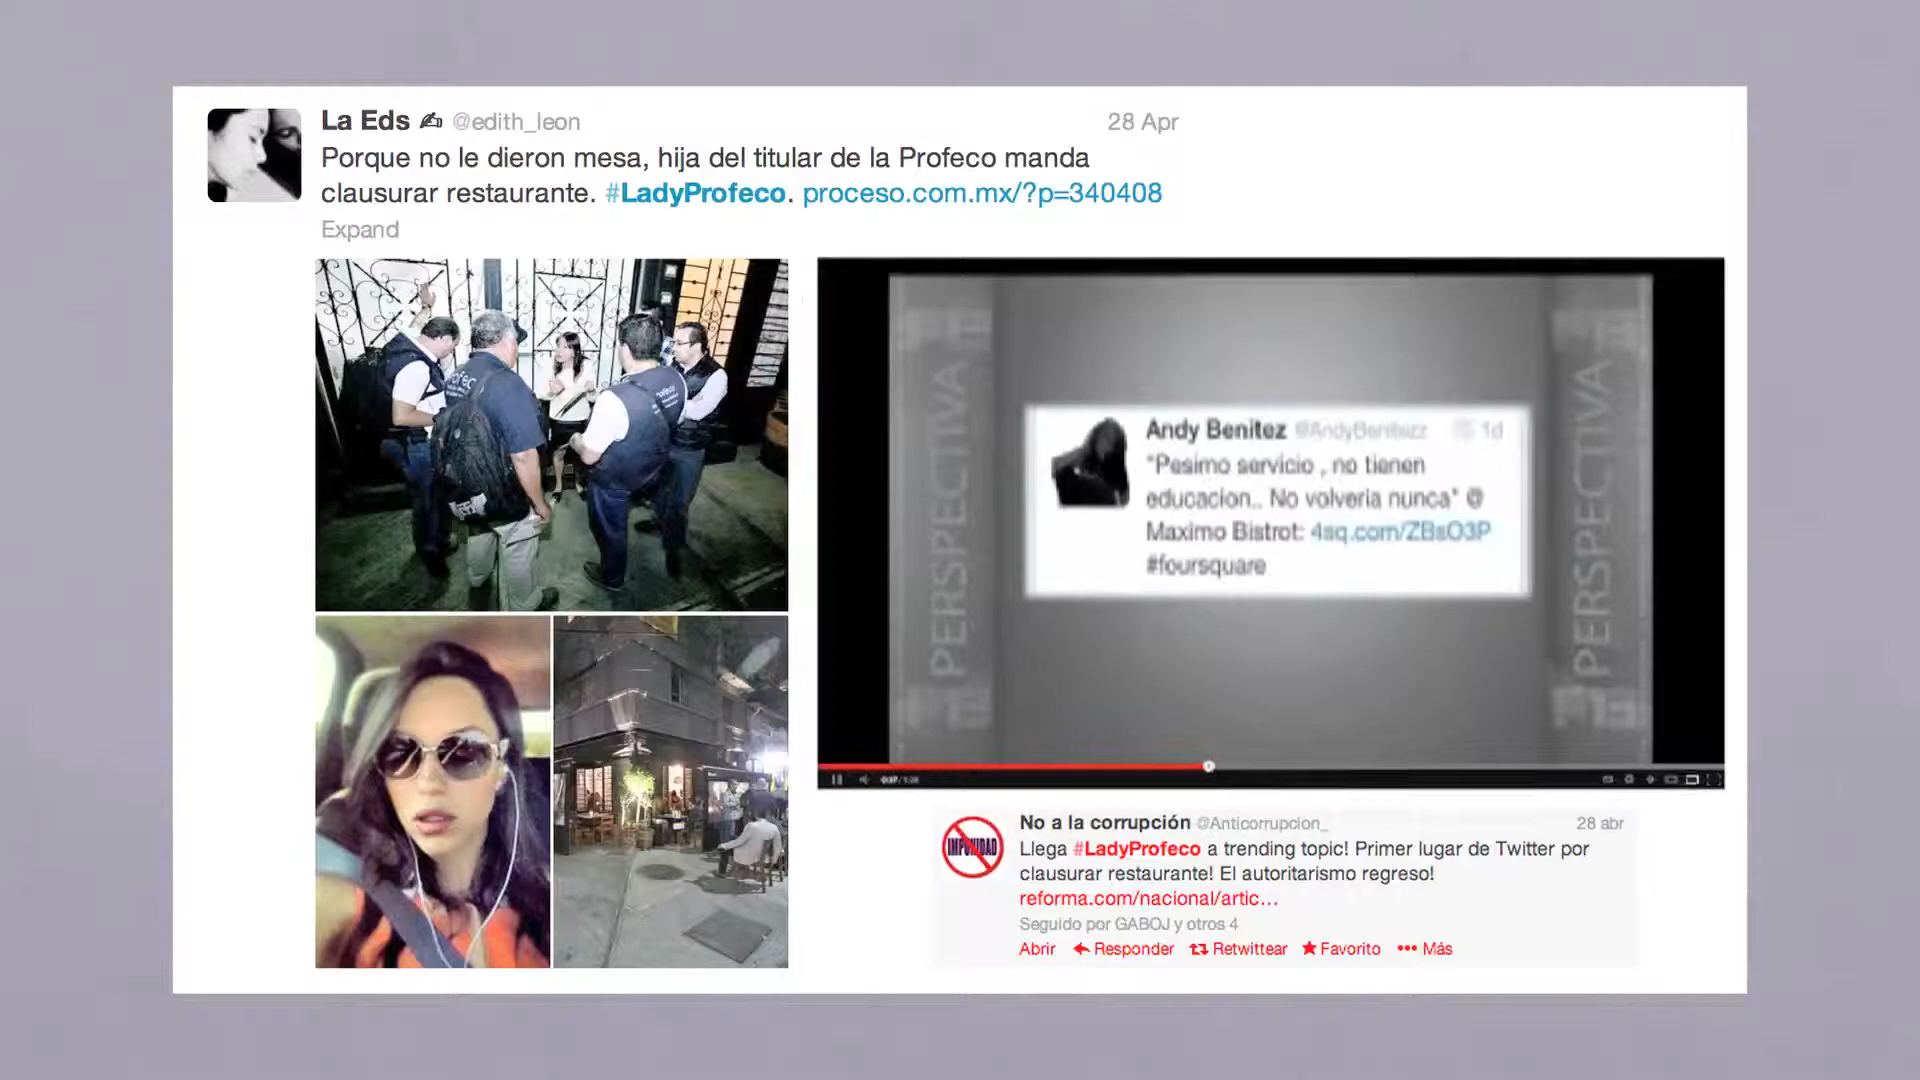 La Eds ✍ @edith_leon 28 Apr
Porque no le dieron mesa, hija del titular de la Profeco manda
clausurar restaurante. #LadyProfeco. proceso.com.mx/?p=340408
Expand
PERSPECTIVA
Andy Benitez @AndyBenitezz 1d
"Pesimo servicio , no tienen
educacion.. No volveria nunca" @
Maximo Bistrot: 4sq.com/ZBsO3P
#foursquare
PERSPECTIVA
IMPUNIDAD
No a la corrupción @Anticorrupcion_ 28 abr
Llega #LadyProfeco a trending topic! Primer lugar de Twitter por
clausurar restaurante! El autoritarismo regreso!
reforma.com/nacional/artic...
Seguido por GABOJ y otros 4
Abrir Responder Retwittear Favorito ••• Más